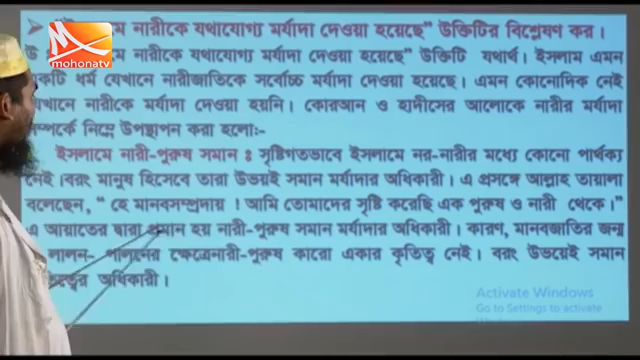 নারীকে যথাযোগ্য মর্যাদা দেওয়া হয়েছে” উক্তিটির বিশ্লেষণ কর।
mohonatv
উ নারীকে যথাযোগ্য মর্যাদা দেওয়া হয়েছে” উক্তিটি যথার্থ। ইসলাম এমন
একটি ধর্ম যেখানে নারীজাতিকে সর্বোচ্চ মর্যাদা দেওয়া হয়েছে। এমন কোনোদিক নেই
যেখানে নারীকে মর্যাদা দেওয়া হয়নি। কোরআন ও হাদীসের আলোকে নারীর মর্যাদা
সম্পর্কে নিম্নে উপস্থাপন করা হলো:-
ইসলামে নারী-পুরুষ সমান : সৃষ্টিগতভাবে ইসলামে নর-নারীর মধ্যে কোনো পার্থক্য
নেই।বরং মানুষ হিসেবে তারা উভয়ই সমান মর্যাদার অধিকারী। এ প্রসঙ্গে আল্লাহ তায়ালা
বলেছেন, “ হে মানবসম্প্রদায় ! আমি তোমাদের সৃষ্টি করেছি এক পুরুষ ও নারী থেকে।”
এ আয়াতের দ্বারা প্রমান হয় নারী-পুরুষ সমান মর্যাদার অধিকারী। কারণ, মানবজাতির জন্ম
লালন- পালনের ক্ষেত্রেনারী-পুরুষ কারো একার কৃতিত্ব নেই। বরং উভয়েই সমান
অধিকারী।
Activate Windows
Go to Settings to activate